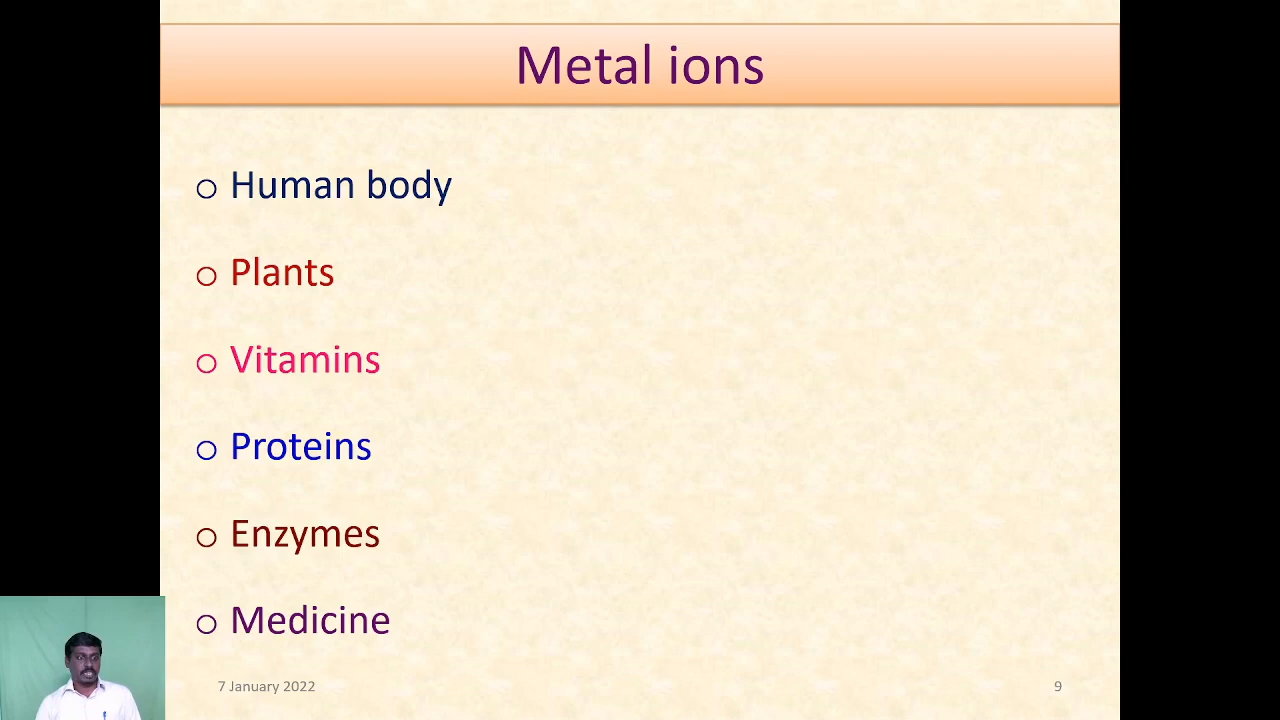 Metal ions
Human body
Plants
Vitamins
Proteins
Enzymes
Medicine
7 January 2022
9